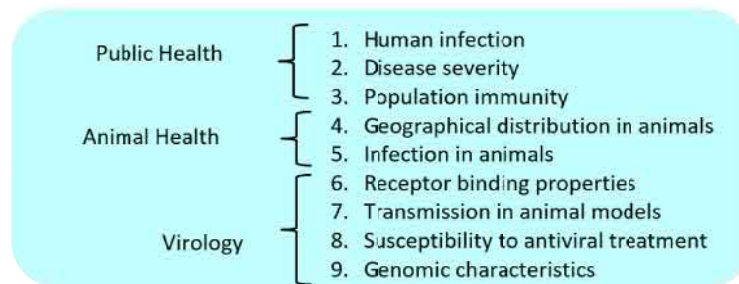 Public Health
1. Human infection
2. Disease severity
3. Population immunity
Animal Health
4. Geographical distribution in animals
5. Infection in animals
Virology
6. Receptor binding properties
7. Transmission in animal models
8. Susceptibility to antiviral treatment
9. Genomic characteristics